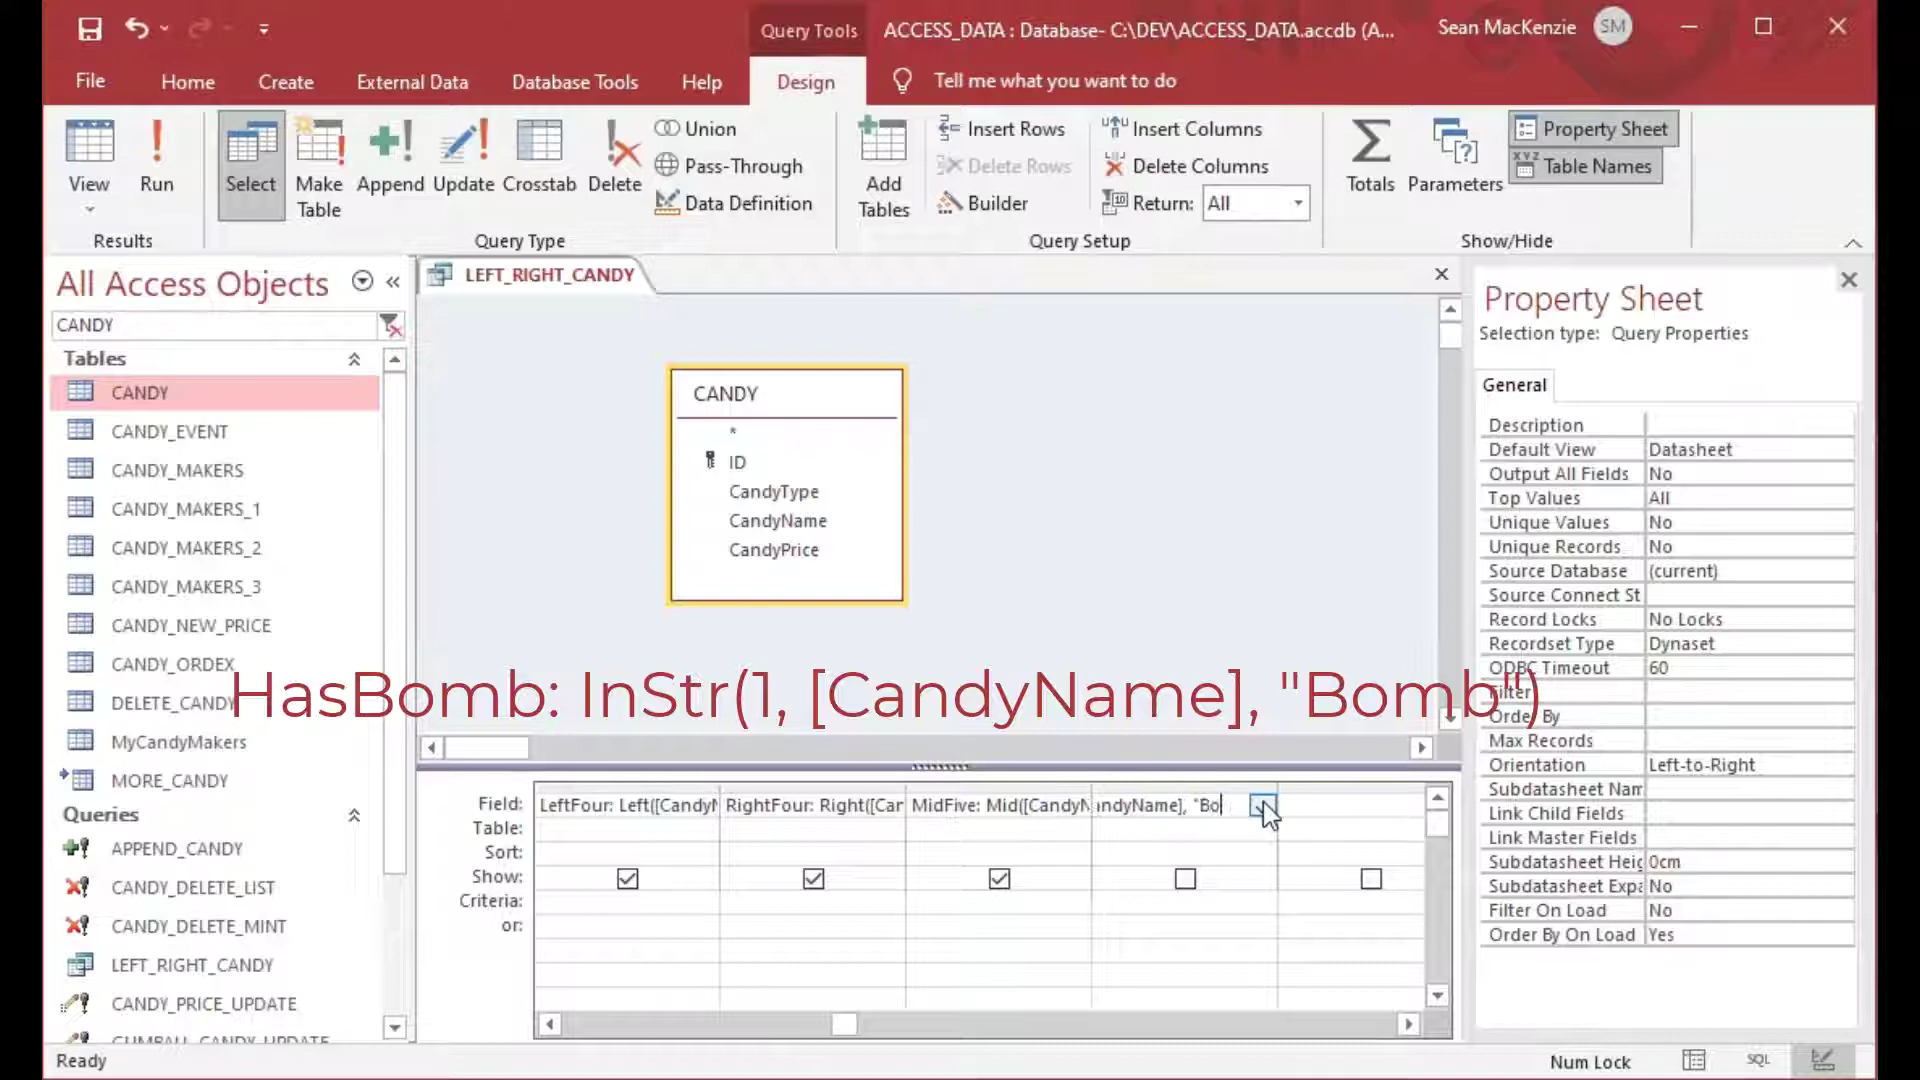 Query Tools
ACCESS_DATA : Database- C:\DEV\ACCESS_DATA.accdb (A...
Sean MacKenzie
SM
File
Home
Create
External Data
Database Tools
Help
Design
Tell me what you want to do
View
Run
Select
Make
Table
Append
Update
Crosstab
Delete
Union
Pass-Through
Data Definition
Add
Tables
Insert Rows
Delete Rows
Builder
Insert Columns
Delete Columns
Return: All
Totals
Parameters
Property Sheet
Table Names
Results
Query Type
Query Setup
Show/Hide
All Access Objects
CANDY
Tables
CANDY
CANDY_EVENT
CANDY_MAKERS
CANDY_MAKERS_1
CANDY_MAKERS_2
CANDY_MAKERS_3
CANDY_NEW_PRICE
CANDY_ORDEX
DELETE_CANDY
MyCandyMakers
MORE_CANDY
Queries
APPEND_CANDY
CANDY_DELETE_LIST
CANDY_DELETE_MINT
LEFT_RIGHT_CANDY
CANDY_PRICE_UPDATE
GUMBALL_CANDY_UPDATE
LEFT_RIGHT_CANDY
CANDY
*
ID
CandyType
CandyName
CandyPrice
HasBomb: InStr(1, [CandyName], "Bomb")
Field: LeftFour: Left([CandyN RightFour: Right([Car MidFive: Mid([CandyN andyName], "Bo
Table:
Sort:
Show:
Criteria:
or:
Property Sheet
Selection type: Query Properties
General
Description
Default View Datasheet
Output All Fields No
Top Values All
Unique Values No
Unique Records No
Source Database (current)
Source Connect St
Record Locks No Locks
Recordset Type Dynaset
ODBC Timeout 60
Filter
Order By
Max Records
Orientation Left-to-Right
Subdatasheet Nam
Link Child Fields
Link Master Fields
Subdatasheet Heig 0cm
Subdatasheet Expa No
Filter On Load No
Order By On Load Yes
Ready
Num Lock
SQL